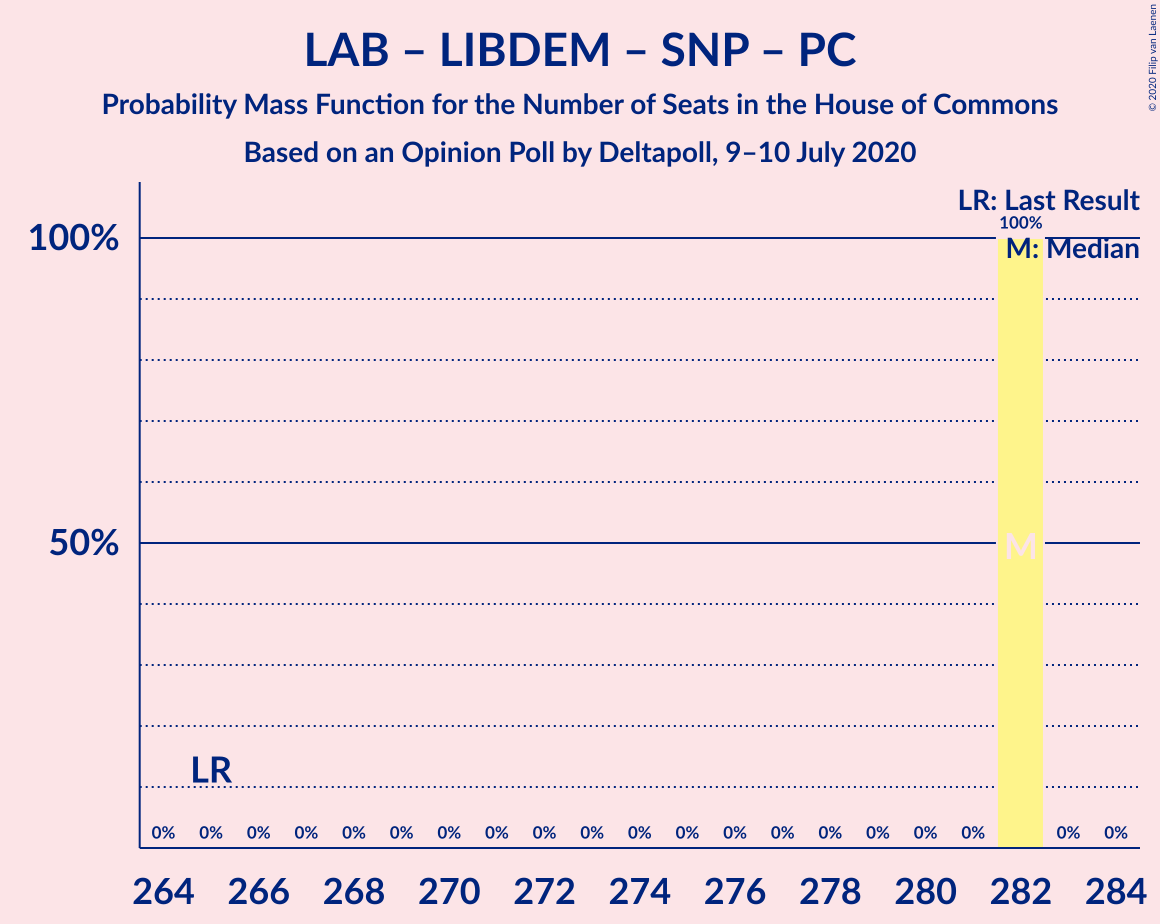 LAB – LIBDEM – SNP – PC
Probability Mass Function for the Number of Seats in the House of Commons
Based on an Opinion Poll by Deltapoll, 9–10 July 2020
© 2020 Filip van Laenen
LR: Last Result
100%
100%
M: Median
50%
M
LR
0% 0% 0% 0% 0% 0% 0% 0% 0% 0% 0% 0% 0% 0% 0% 0% 0% 0% 0% 0%
264 266 268 270 272 274 276 278 280 282 284